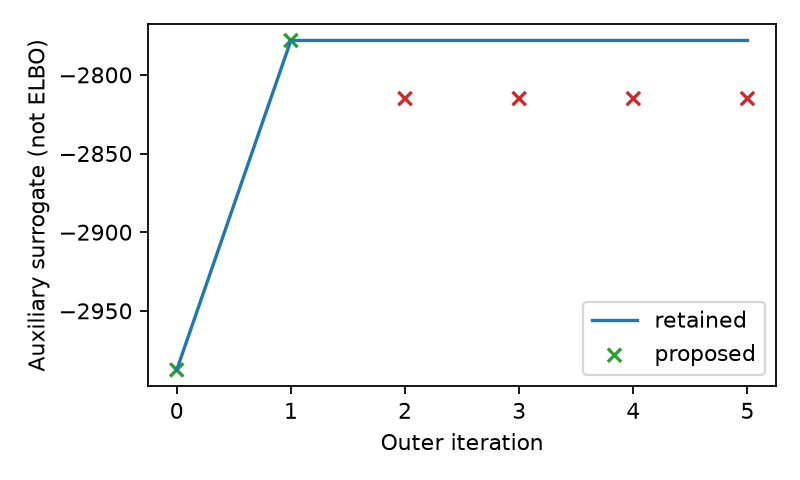 Auxiliary surrogate (not ELBO)
−2800
−2850
−2900
−2950
retained
proposed
0 1 2 3 4 5
Outer iteration